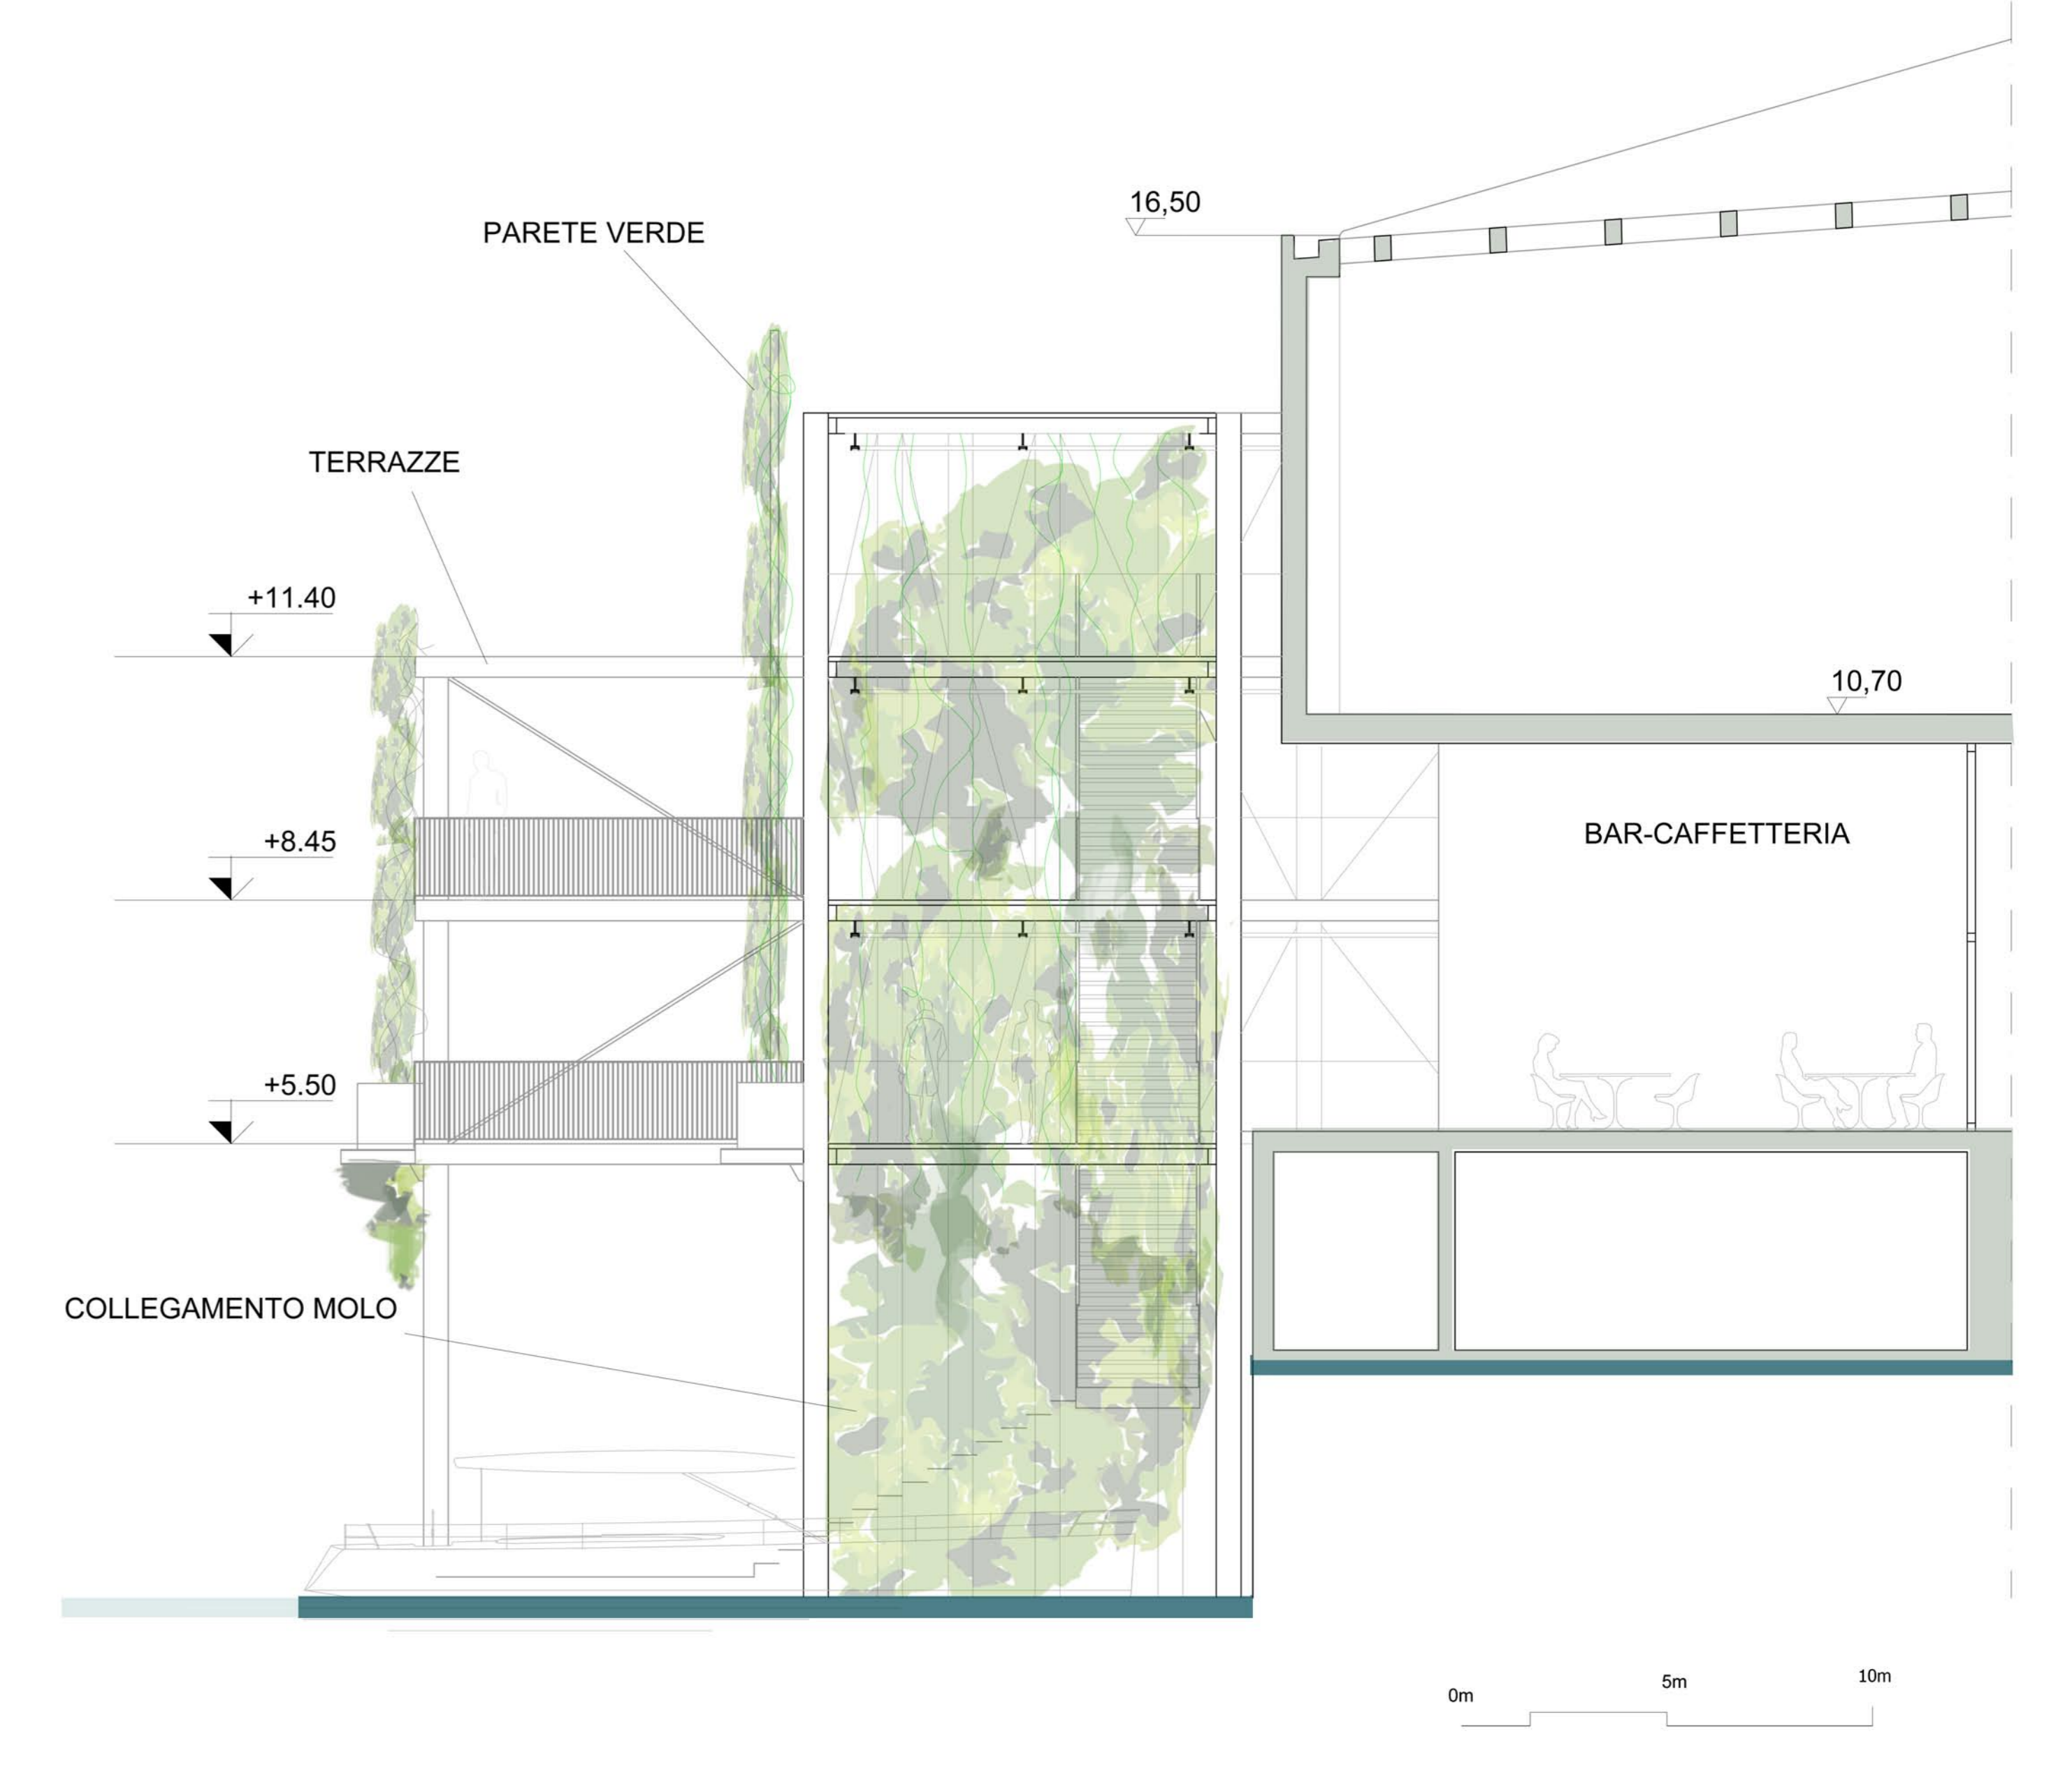 16,50
PARETE VERDE
TERRAZZE
+11.40
10,70
+8.45
BAR-CAFFETTERIA
+5.50
COLLEGAMENTO MOLO
0m
5m
10m